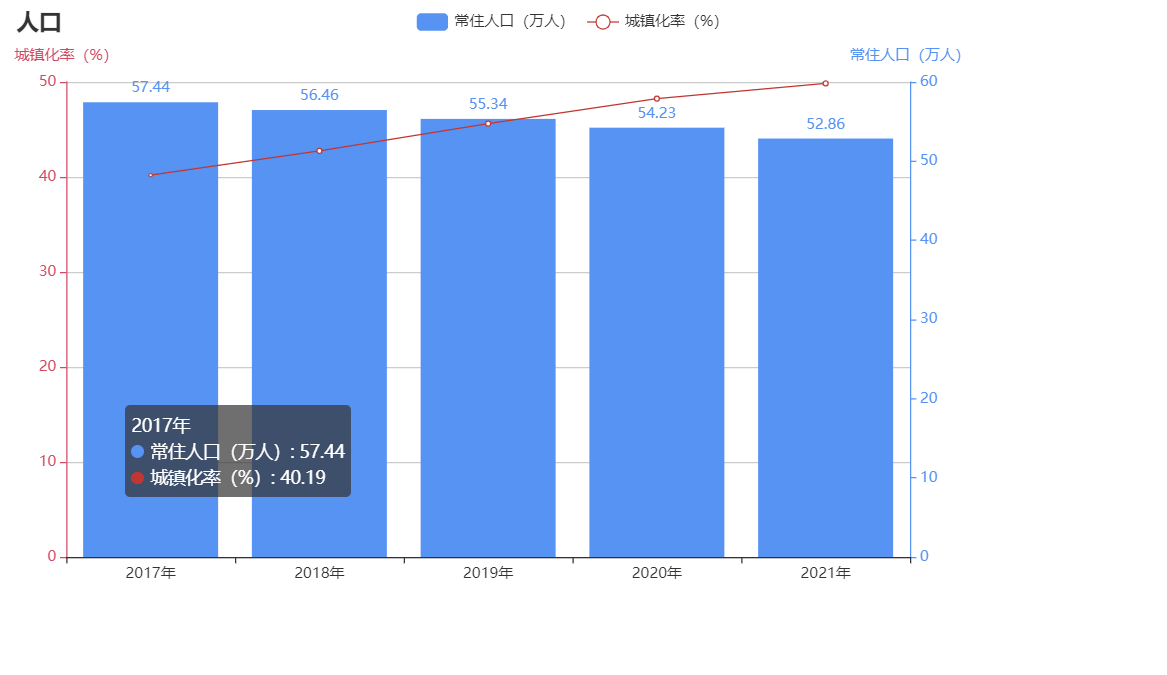 人口
常住人口（万人）
城镇化率（%）
城镇化率（%）
常住人口（万人）
50
40
30
20
10
0
60
50
40
30
20
10
0
57.44
56.46
55.34
54.23
52.86
2017年
常住人口（万人）: 57.44
城镇化率（%）: 40.19
2017年
2018年
2019年
2020年
2021年